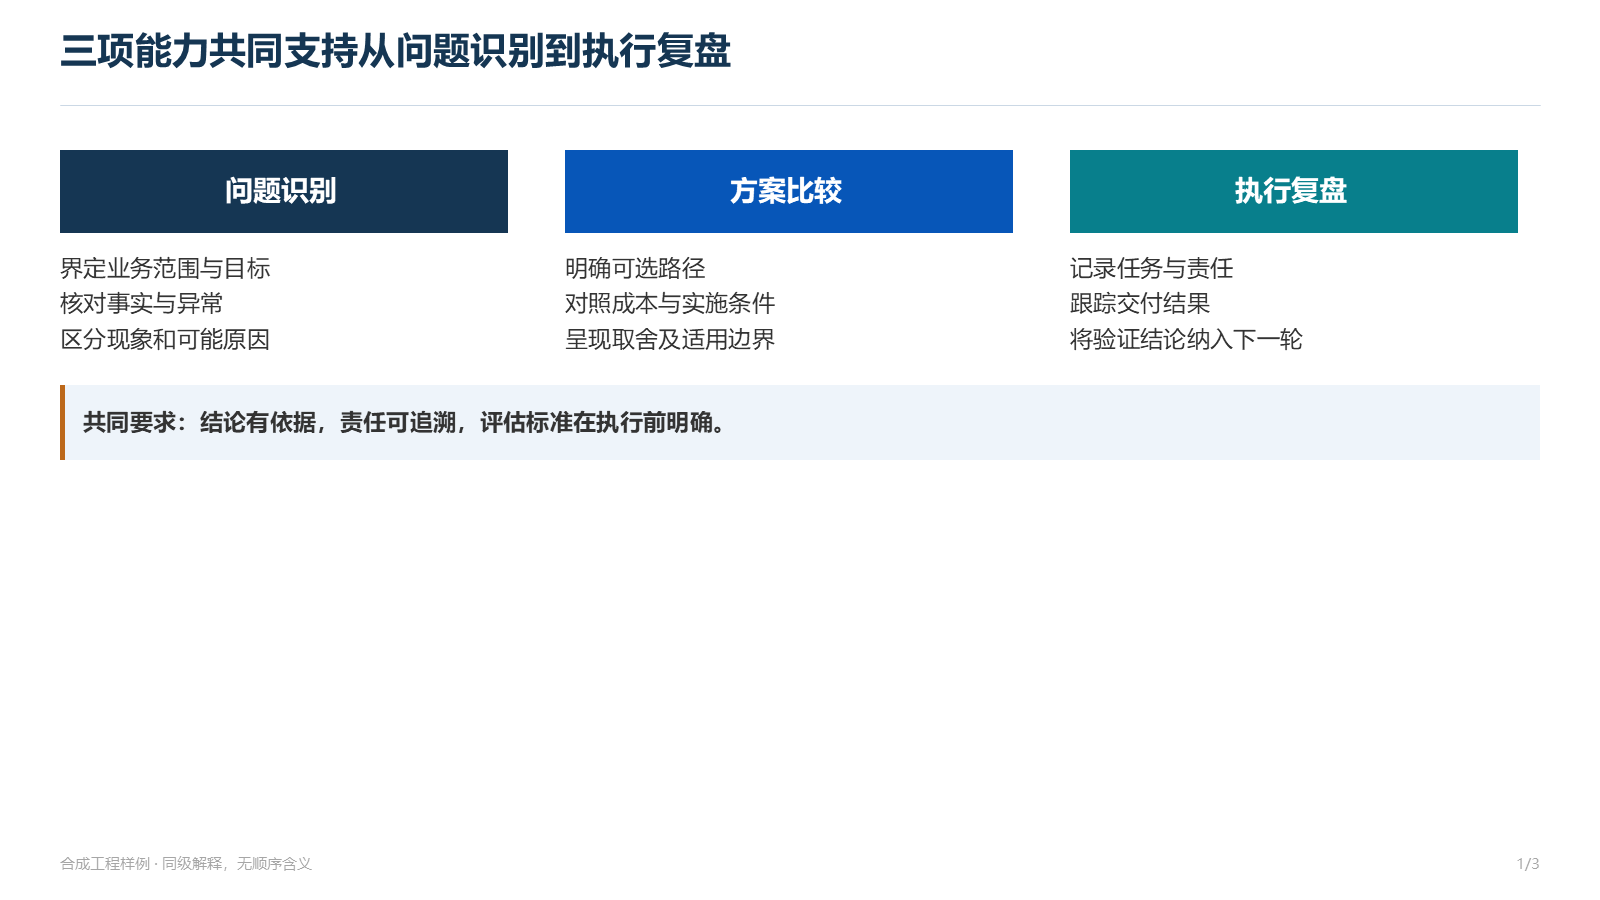 三项能力共同支持从问题识别到执行复盘
问题识别
界定业务范围与目标
核对事实与异常
区分现象和可能原因
方案比较
明确可选路径
对照成本与实施条件
呈现取舍及适用边界
执行复盘
记录任务与责任
跟踪交付结果
将验证结论纳入下一轮
共同要求：结论有依据，责任可追溯，评估标准在执行前明确。
合成工程样例 · 同级解释，无顺序含义
1/3